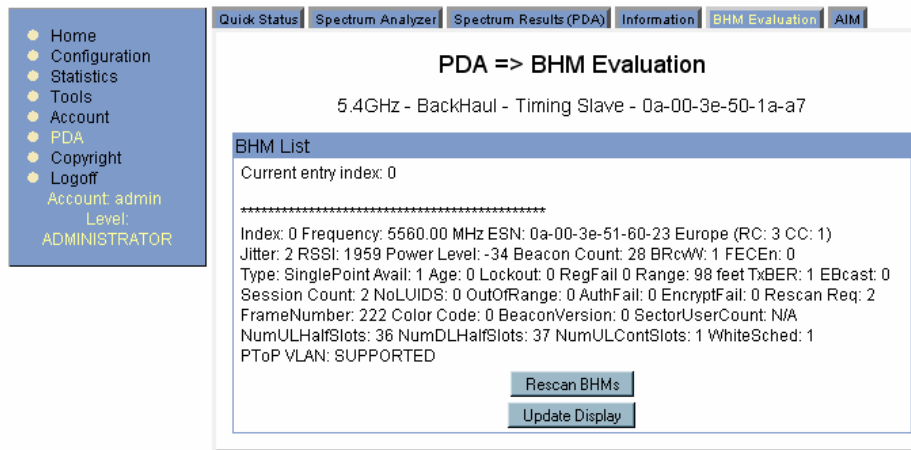 Quick Status Spectrum Analyzer Spectrum Results (PDA) Information BHM Evaluation AIM
Home
Configuration
Statistics
Tools
Account
PDA
Copyright
Logoff
Account: admin
Level:
ADMINISTRATOR
PDA => BHM Evaluation
5.4GHz - BackHaul - Timing Slave - 0a-00-3e-50-1a-a7
BHM List
Current entry index: 0
**********************************************
Index: 0 Frequency: 5560.00 MHz ESN: 0a-00-3e-51-60-23 Europe (RC: 3 CC: 1)
Jitter: 2 RSSI: 1959 Power Level: -34 Beacon Count: 28 BRcvW: 1 FECEn: 0
Type: SinglePoint Avail: 1 Age: 0 Lockout: 0 RegFail 0 Range: 98 feet TxBER: 1 EBcast: 0
Session Count: 2 NoLUIDS: 0 OutOfRange: 0 AuthFail: 0 EncryptFail: 0 Rescan Req: 2
FrameNumber: 222 Color Code: 0 BeaconVersion: 0 SectorUserCount: N/A
NumULHalfSlots: 36 NumDLHalfSlots: 37 NumULContSlots: 1 WhiteSched: 1
PToP VLAN: SUPPORTED
Rescan BHMs
Update Display